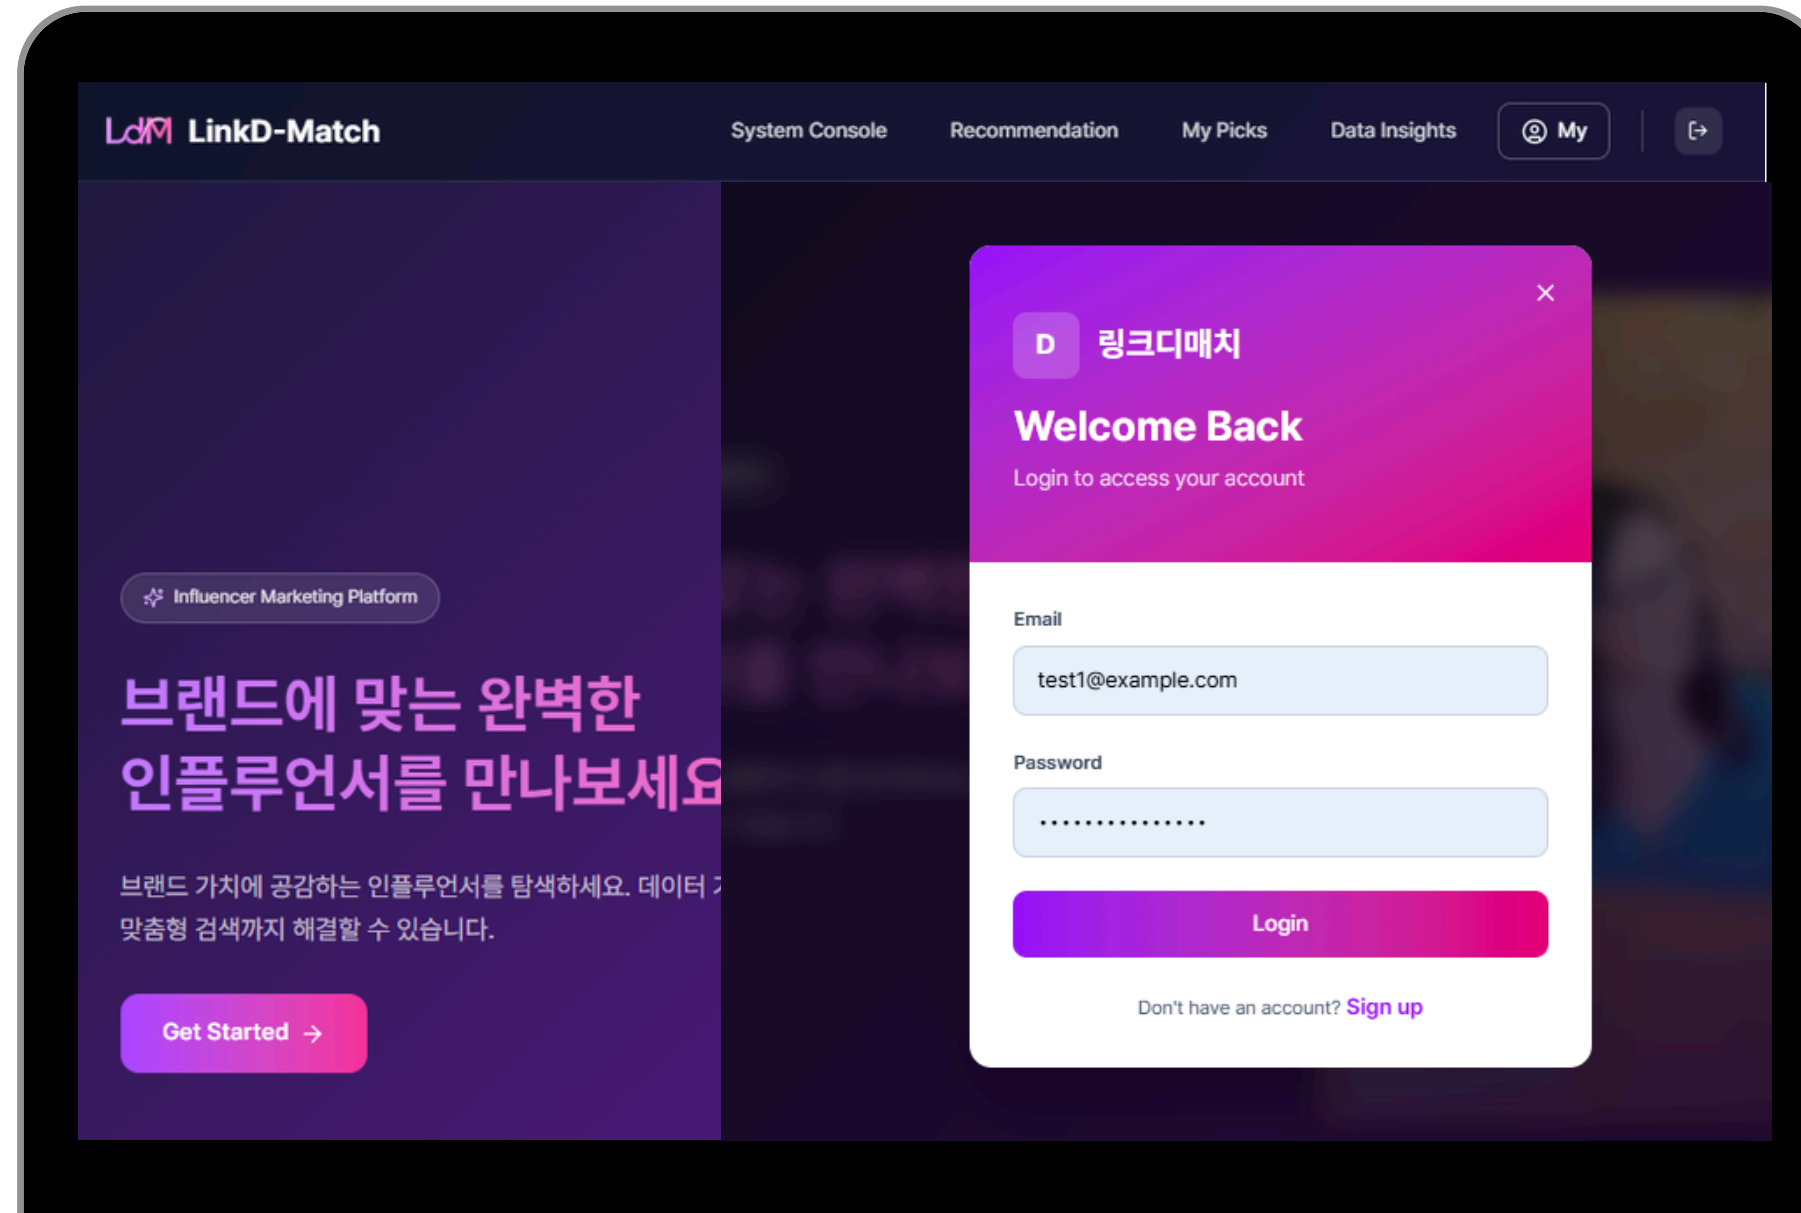 LdM LinkD-Match
System Console
Recommendation
My Picks
Data Insights
My
Influencer Marketing Platform
브랜드에 맞는 완벽한
인플루언서를 만나보세요
브랜드 가치에 공감하는 인플루언서를 탐색하세요. 데이터
맞춤형 검색까지 해결할 수 있습니다.
Get Started →
D 링크디매치
Welcome Back
Login to access your account
Email
test1@example.com
Password
•••••••••••••••
Login
Don't have an account? Sign up